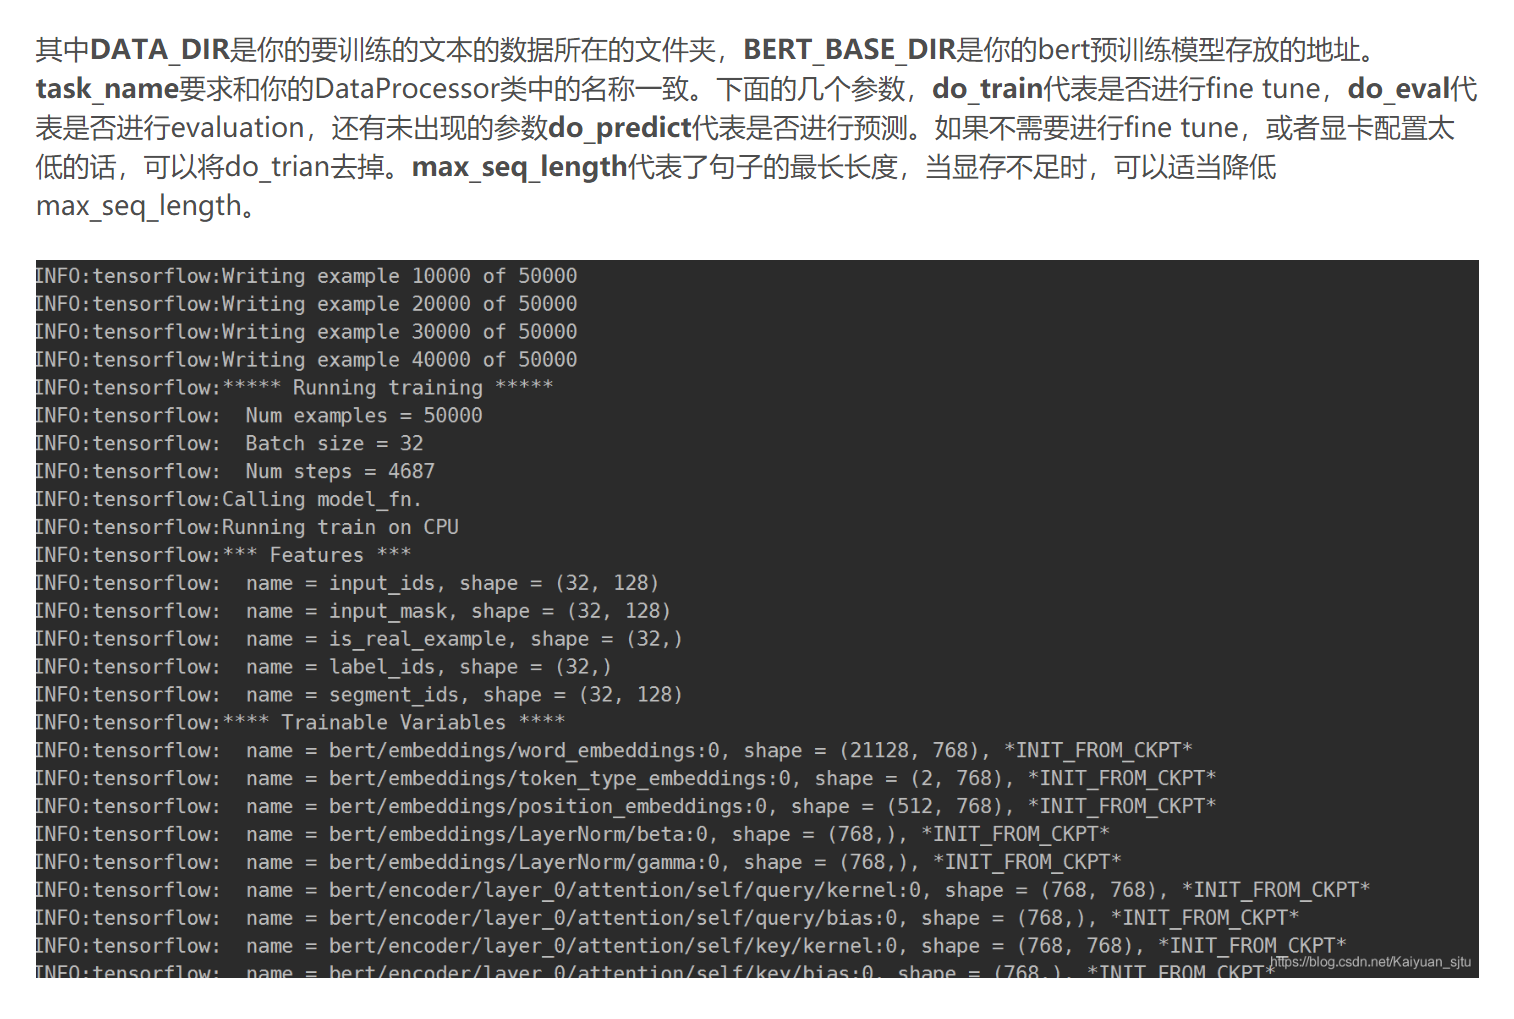 其中DATA_DIR是你的要训练的文本的数据所在的文件夹，BERT_BASE_DIR是你的bert预训练模型存放的地址。
task_name要求和你的DataProcessor类中的名称一致。下面的几个参数，do_train代表是否进行fine tune，do_eval代
表是否进行evaluation，还有未出现的参数do_predict代表是否进行预测。如果不需要进行fine tune，或者显卡配置太
低的话，可以将do_trian去掉。max_seq_length代表了句子的最长长度，当显存不足时，可以适当降低
max_seq_length。
INFO:tensorflow:Writing example 10000 of 50000
INFO:tensorflow:Writing example 20000 of 50000
INFO:tensorflow:Writing example 30000 of 50000
INFO:tensorflow:Writing example 40000 of 50000
INFO:tensorflow:***** Running training *****
INFO:tensorflow:  Num examples = 50000
INFO:tensorflow:  Batch size = 32
INFO:tensorflow:  Num steps = 4687
INFO:tensorflow:Calling model_fn.
INFO:tensorflow:Running train on CPU
INFO:tensorflow:*** Features ***
INFO:tensorflow:  name = input_ids, shape = (32, 128)
INFO:tensorflow:  name = input_mask, shape = (32, 128)
INFO:tensorflow:  name = is_real_example, shape = (32,)
INFO:tensorflow:  name = label_ids, shape = (32,)
INFO:tensorflow:  name = segment_ids, shape = (32, 128)
INFO:tensorflow:**** Trainable Variables ****
INFO:tensorflow:  name = bert/embeddings/word_embeddings:0, shape = (21128, 768), *INIT_FROM_CKPT*
INFO:tensorflow:  name = bert/embeddings/token_type_embeddings:0, shape = (2, 768), *INIT_FROM_CKPT*
INFO:tensorflow:  name = bert/embeddings/position_embeddings:0, shape = (512, 768), *INIT_FROM_CKPT*
INFO:tensorflow:  name = bert/embeddings/LayerNorm/beta:0, shape = (768,), *INIT_FROM_CKPT*
INFO:tensorflow:  name = bert/embeddings/LayerNorm/gamma:0, shape = (768,), *INIT_FROM_CKPT*
INFO:tensorflow:  name = bert/encoder/layer_0/attention/self/query/kernel:0, shape = (768, 768), *INIT_FROM_CKPT*
INFO:tensorflow:  name = bert/encoder/layer_0/attention/self/query/bias:0, shape = (768,), *INIT_FROM_CKPT*
INFO:tensorflow:  name = bert/encoder/layer_0/attention/self/key/kernel:0, shape = (768, 768), *INIT_FROM_CKPT*
INFO:tensorflow:  name = bert/encoder/layer_0/attention/self/key/bias:0, shape = (768,), *INIT_FROM_CKPT*
https://blog.csdn.net/Kaiyuan_sjtu